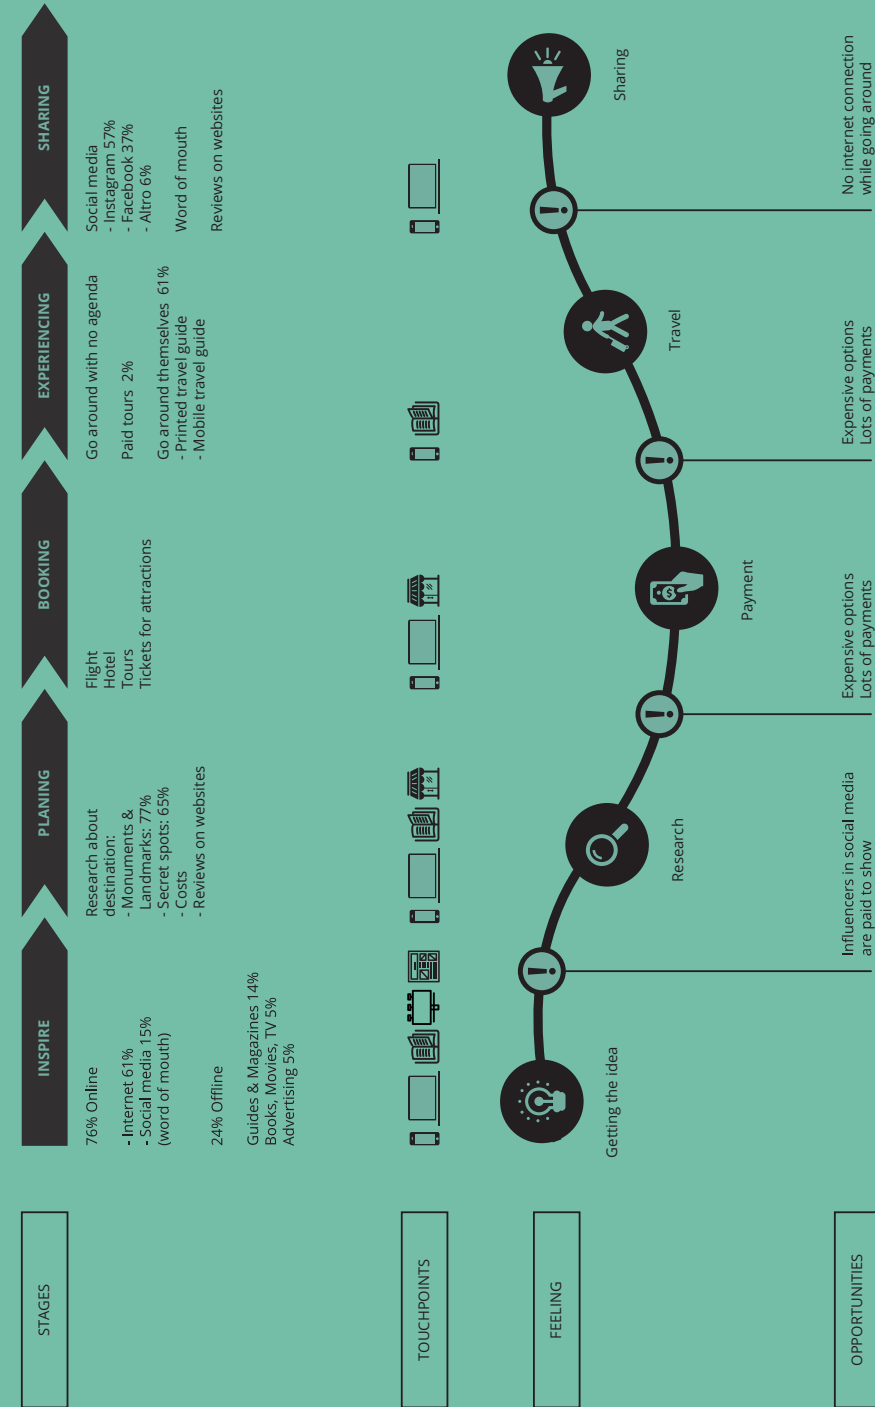 STAGES
INSPIRE
PLANING
BOOKING
EXPERIENCING
SHARING
76% Online
- Internet 61%
- Social media 15%
(word of mouth)
24% Offline
Guides & Magazines 14%
Books, Movies, TV 5%
Advertising 5%
Research about
destination:
- Monuments &
Landmarks: 77%
- Secret spots: 65%
- Costs
- Reviews on websites
Flight
Hotel
Tours
Tickets for attractions
Go around with no agenda
Paid tours 2%
Go around themselves 61%
- Printed travel guide
- Mobile travel guide
Social media
- Instagram 57%
- Facebook 37%
- Altro 6%
Word of mouth
Reviews on websites
TOUCHPOINTS
FEELING
Getting the idea
Research
Payment
Travel
Sharing
OPPORTUNITIES
Influencers in social media
are paid to show
Expensive options
Lots of payments
Expensive options
Lots of payments
No internet connection
while going around